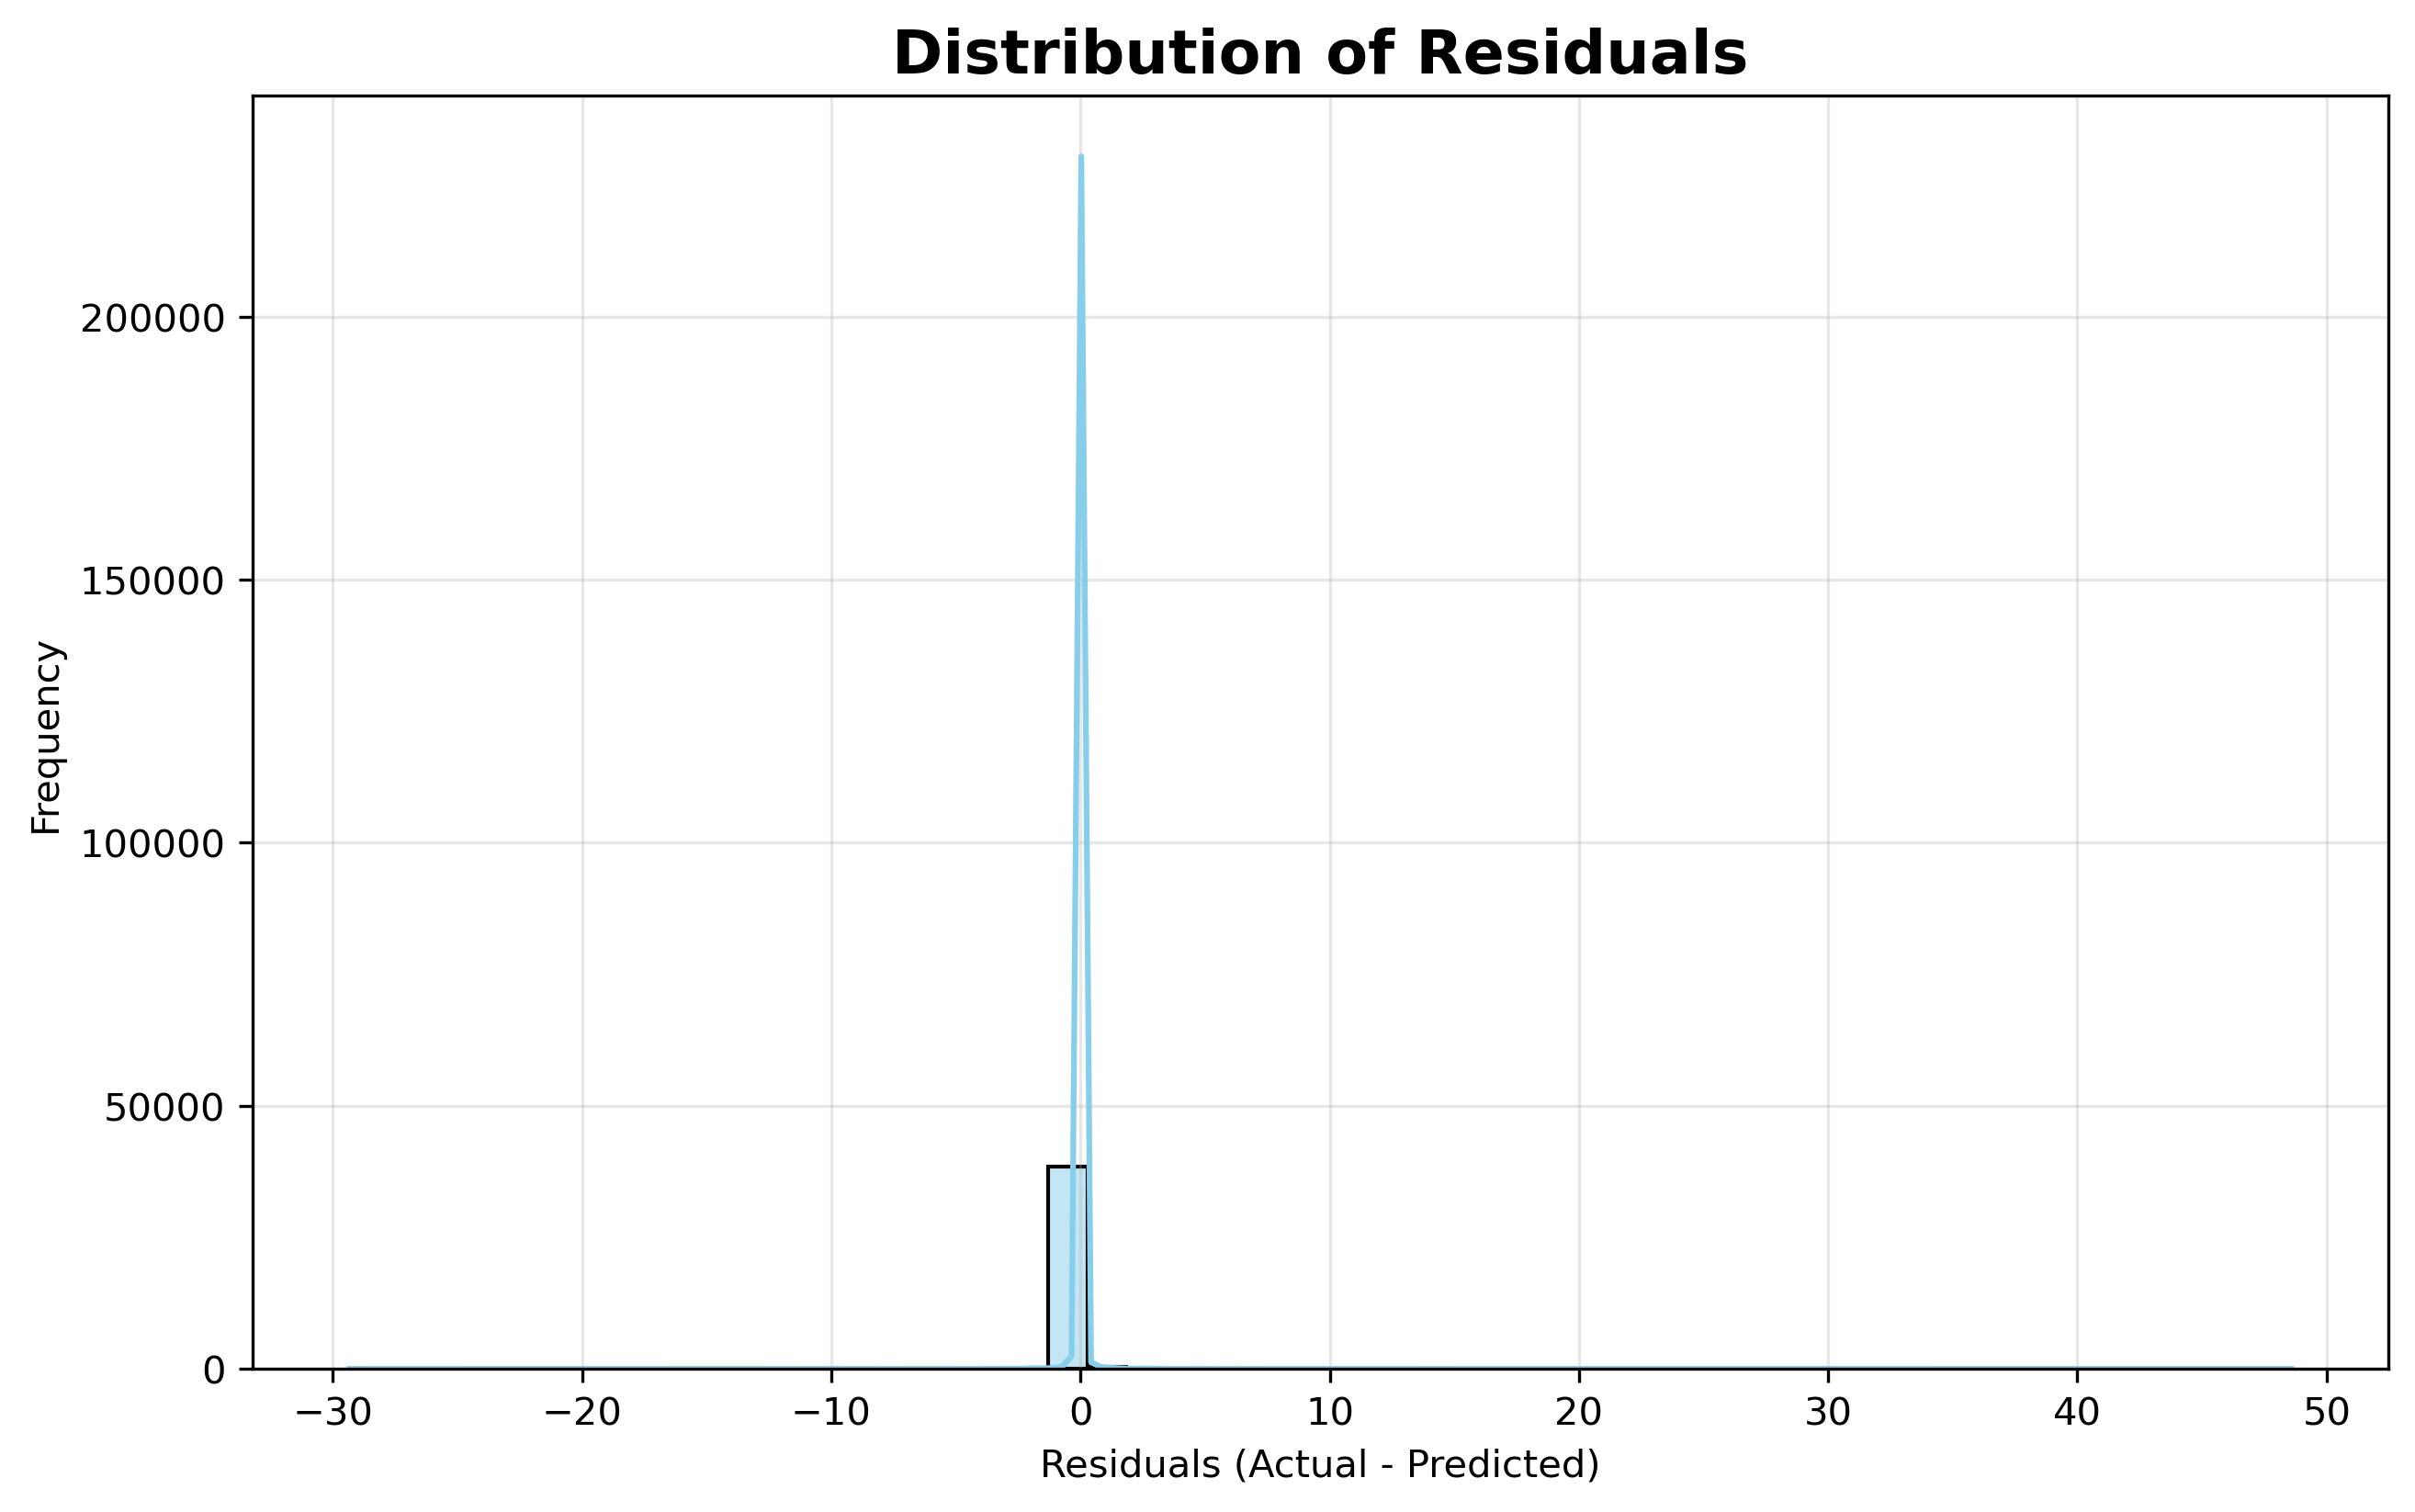 Distribution of Residuals
Frequency
200000
150000
100000
50000
0
−30 −20 −10 0 10 20 30 40 50
Residuals (Actual - Predicted)